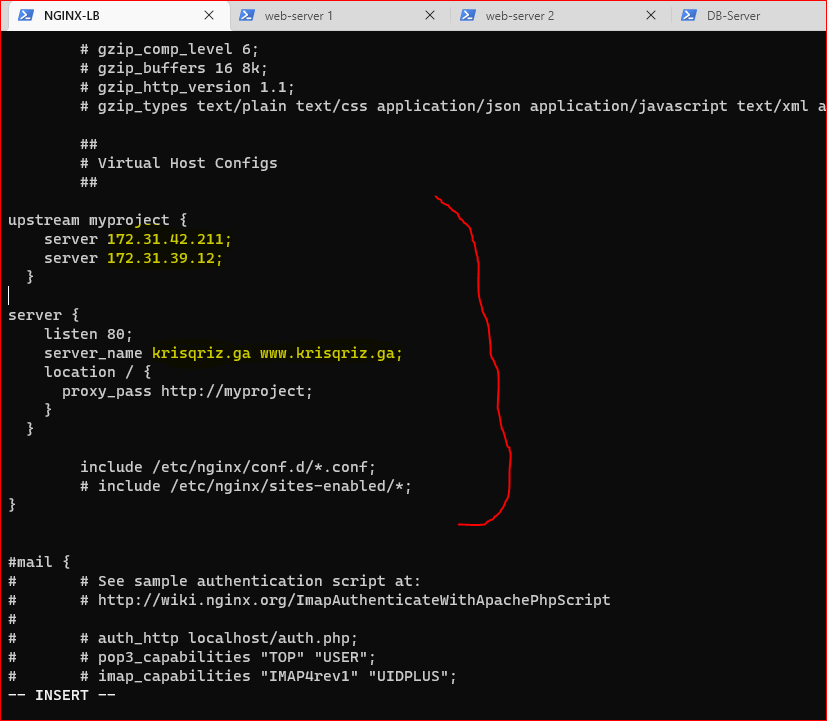 NGINX-LB
web-server 1
web-server 2
DB-Server
# gzip_comp_level 6;
# gzip_buffers 16 8k;
# gzip_http_version 1.1;
# gzip_types text/plain text/css application/json application/javascript text/xml a
##
# Virtual Host Configs
##
upstream myproject {
server 172.31.42.211;
server 172.31.39.12;
}
server {
listen 80;
server_name krisqriz.ga www.krisqriz.ga;
location / {
proxy_pass http://myproject;
}
}
include /etc/nginx/conf.d/*.conf;
# include /etc/nginx/sites-enabled/*;
}
#mail {
# # See sample authentication script at:
# # http://wiki.nginx.org/ImapAuthenticateWithApachePhpScript
#
# # auth_http localhost/auth.php;
# # pop3_capabilities "TOP" "USER";
# # imap_capabilities "IMAP4rev1" "UIDPLUS";
-- INSERT --